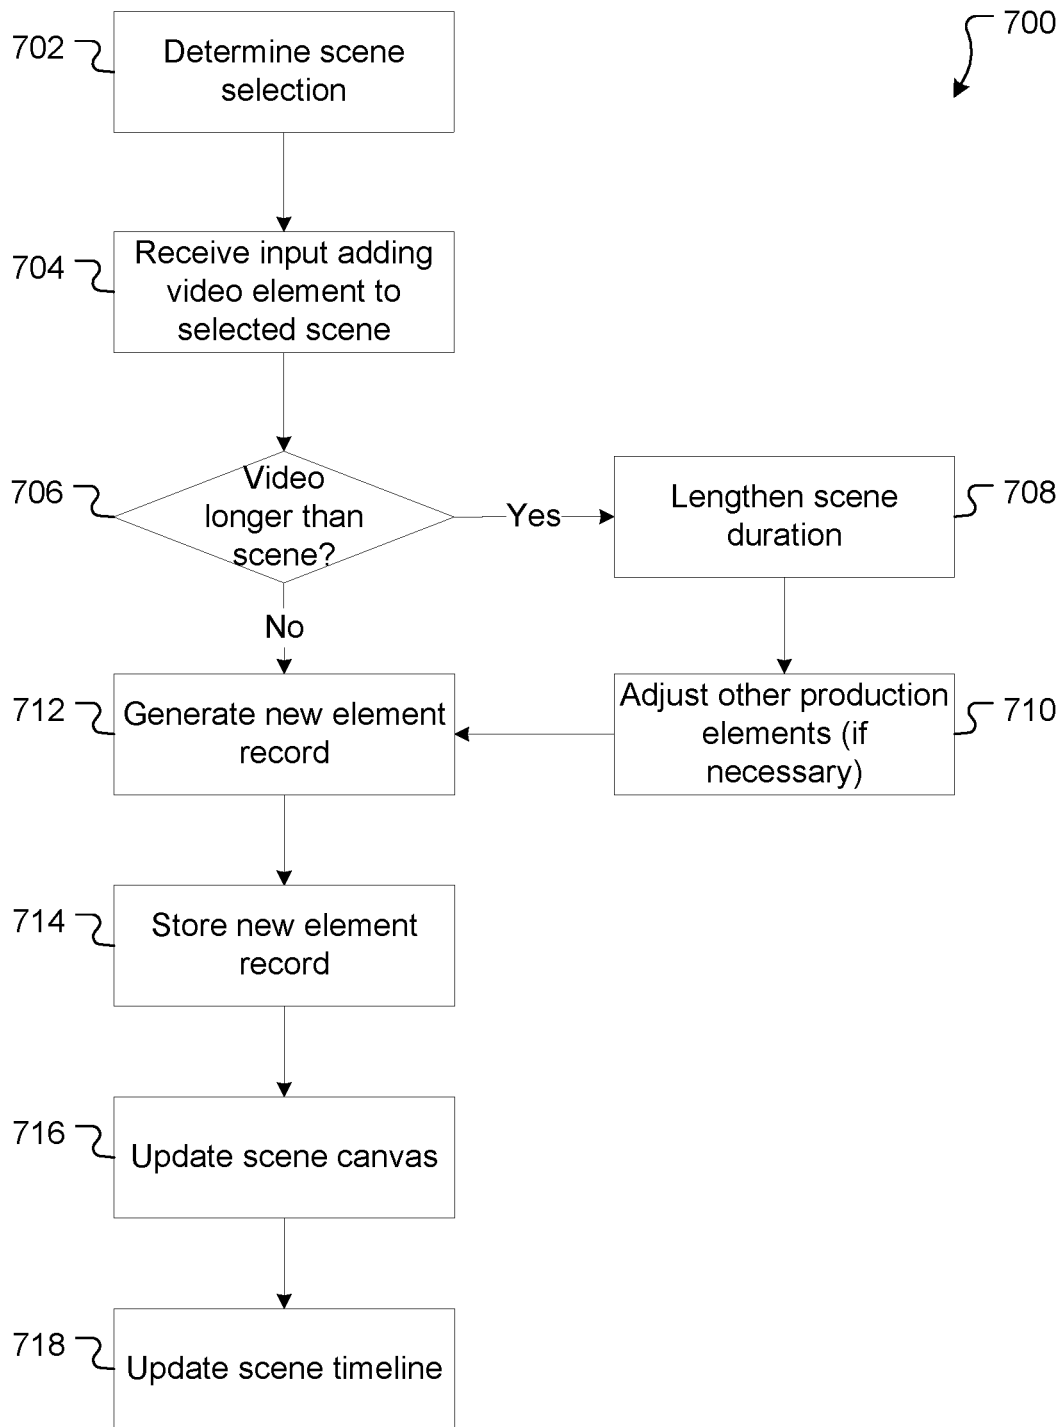 700
702
Determine scene
selection
704
Receive input adding
video element to
selected scene
706
Video
longer than
scene?
Yes
708
Lengthen scene
duration
No
710
Adjust other production
elements (if
necessary)
712
Generate new element
record
714
Store new element
record
716
Update scene canvas
718
Update scene timeline